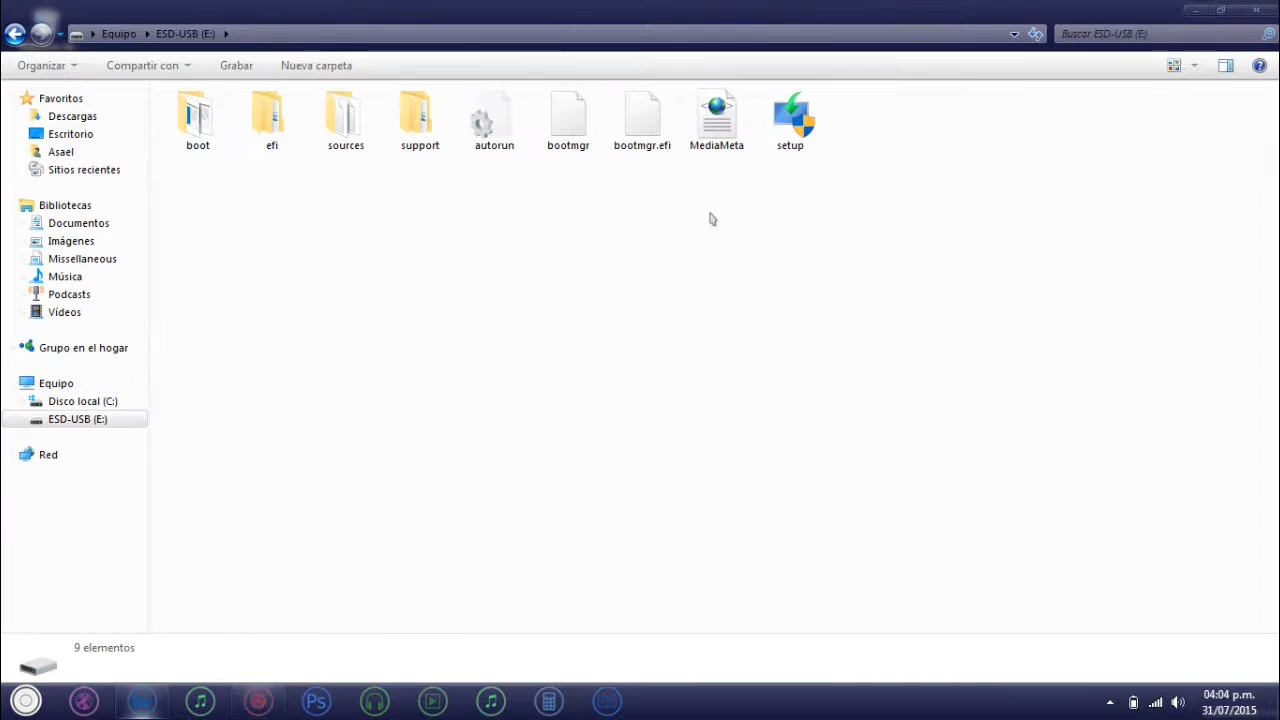 Equipo ESD-USB (E:)
Buscar ESD-USB (E:)
Organizar Compartir con Grabar Nueva carpeta
Favoritos
Descargas
Escritorio
Asael
Sitios recientes
Bibliotecas
Documentos
Imágenes
Missellaneous
Música
Podcasts
Vídeos
Grupo en el hogar
Equipo
Disco local (C:)
ESD-USB (E:)
Red
boot efi sources support autorun bootmgr bootmgr.efi MediaMeta setup
9 elementos
Ps
04:04 p.m.
31/07/2015